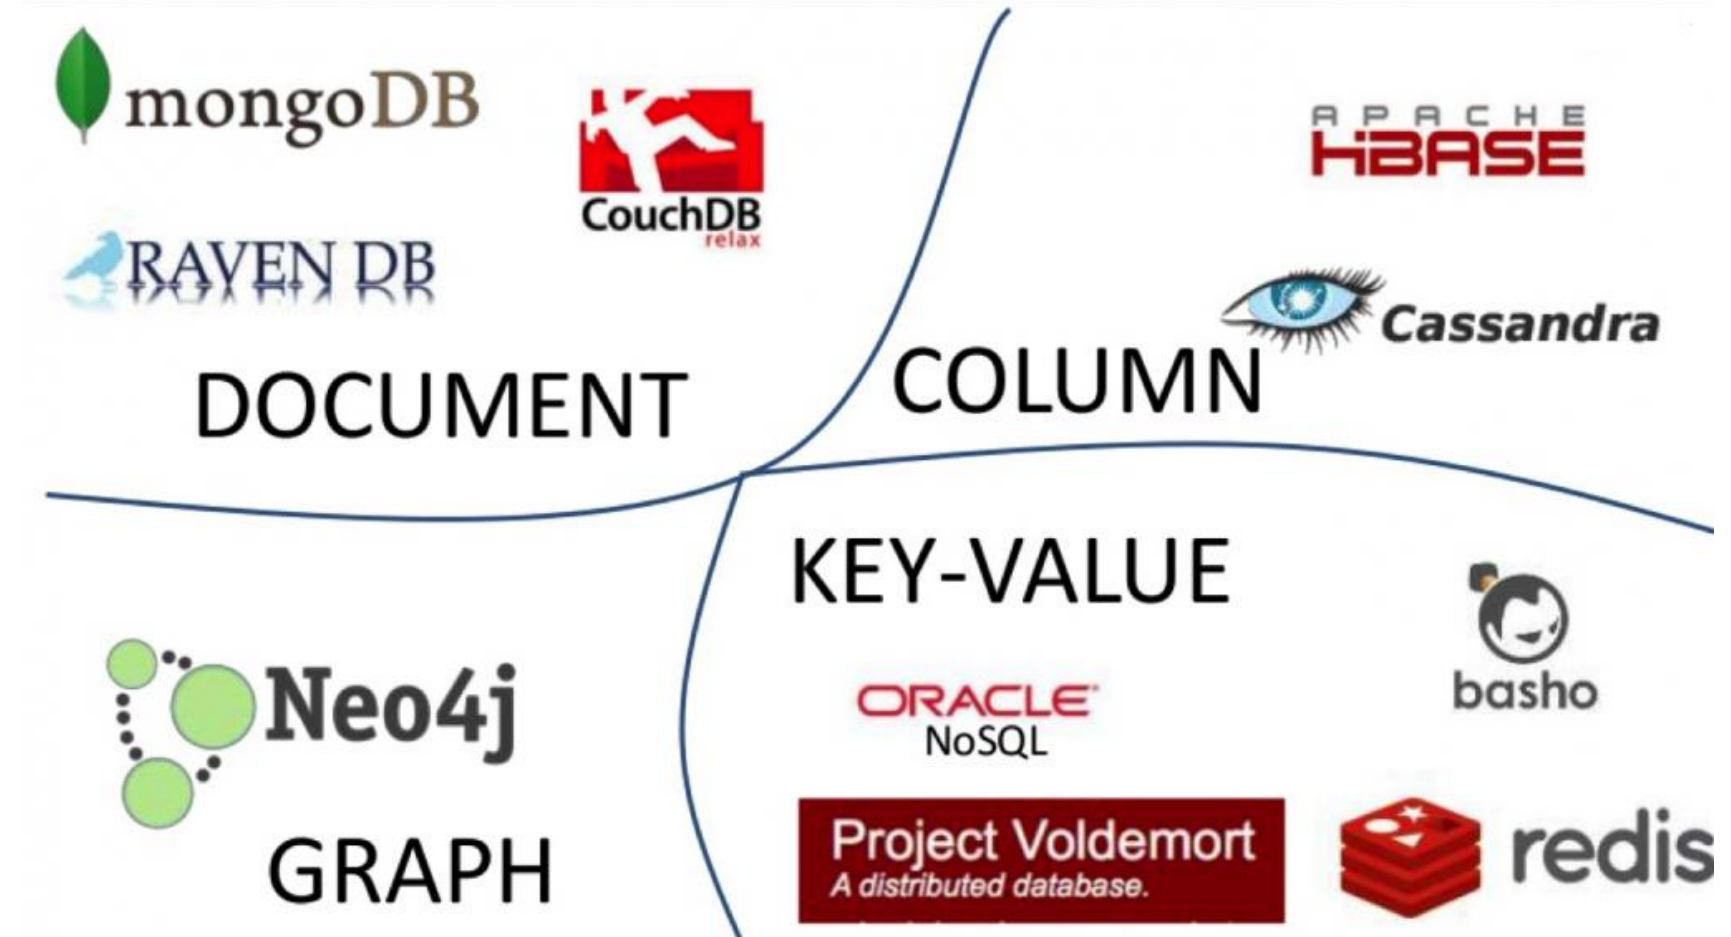 mongoDB
CouchDB
relax
RAVEN DB
DOCUMENT
APACHE
HBASE
Cassandra
COLUMN
Neo4j
GRAPH
KEY-VALUE
basho
ORACLE
NoSQL
Project Voldemort
A distributed database.
redis